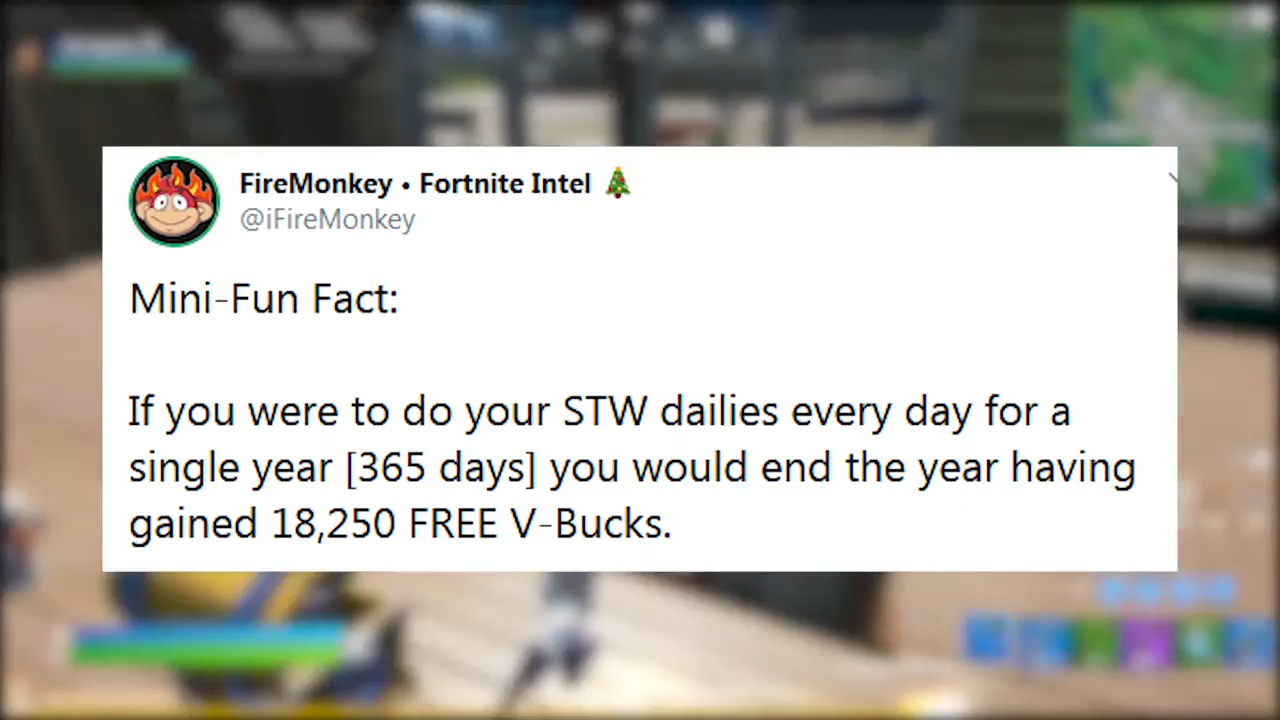 FireMonkey • Fortnite Intel 🎄
@iFireMonkey
Mini-Fun Fact:
If you were to do your STW dailies every day for a
single year [365 days] you would end the year having
gained 18,250 FREE V-Bucks.